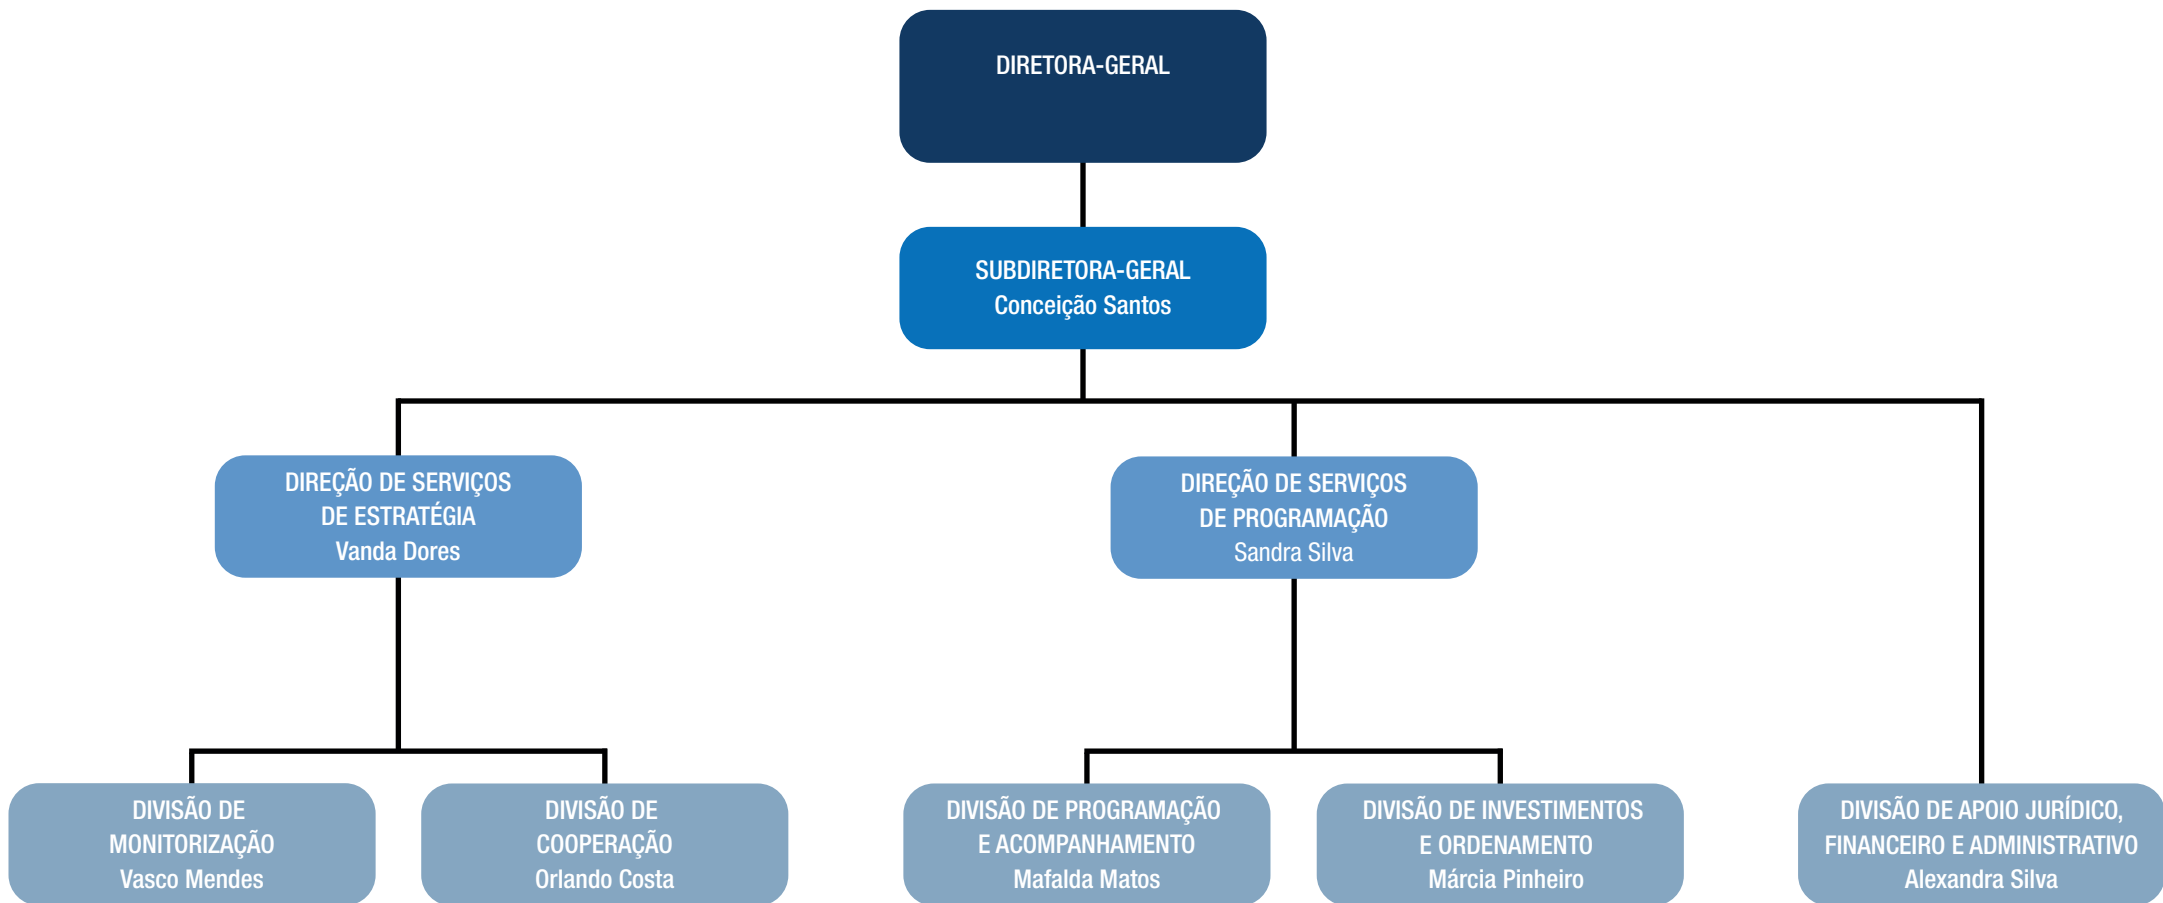 DIRETORA-GERAL
SUBDIRETORA-GERAL
Conceição Santos
DIREÇÃO DE SERVIÇOS
DE ESTRATÉGIA
Vanda Dores
DIREÇÃO DE SERVIÇOS
DE PROGRAMAÇÃO
Sandra Silva
DIVISÃO DE
MONITORIZAÇÃO
Vasco Mendes
DIVISÃO DE
COOPERAÇÃO
Orlando Costa
DIVISÃO DE PROGRAMAÇÃO
E ACOMPANHAMENTO
Mafalda Matos
DIVISÃO DE INVESTIMENTOS
E ORDENAMENTO
Márcia Pinheiro
DIVISÃO DE APOIO JURÍDICO,
FINANCEIRO E ADMINISTRATIVO
Alexandra Silva